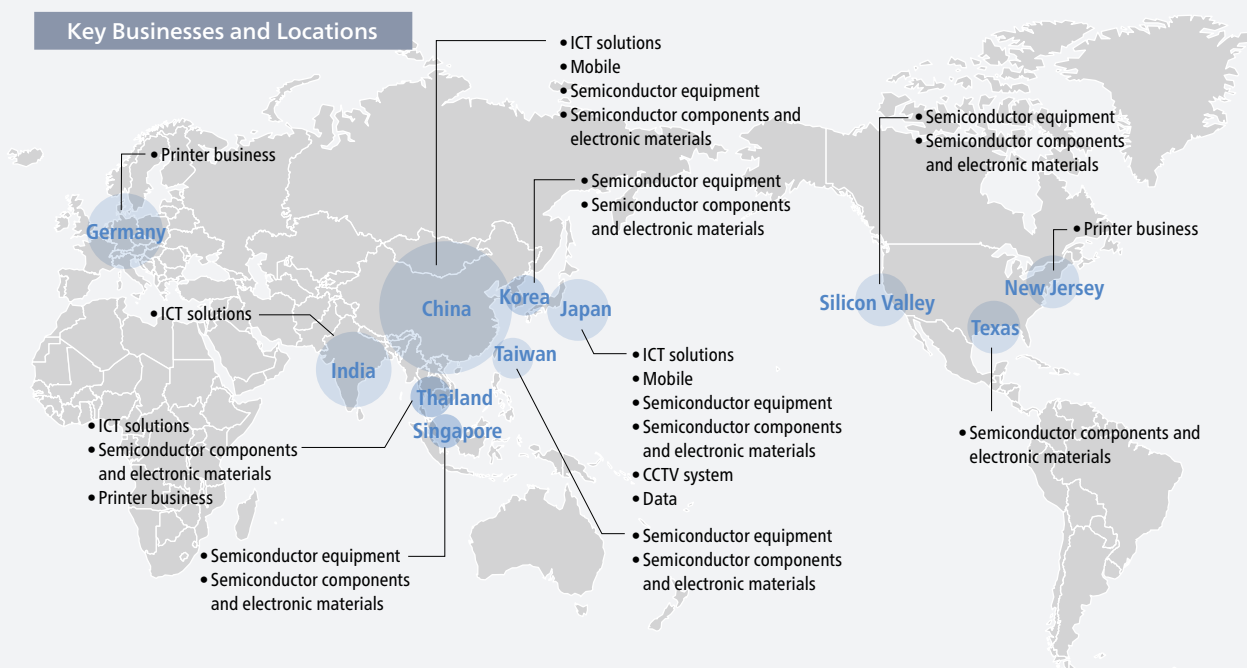 Key Businesses and Locations
• ICT solutions
• Mobile
• Semiconductor equipment
• Semiconductor components and
electronic materials
• Semiconductor equipment
• Semiconductor components
and electronic materials
• Printer business
• Semiconductor equipment
• Semiconductor components
and electronic materials
• Printer business
Germany
China
Korea
Japan
Silicon Valley
New Jersey
Texas
• ICT solutions
India
Taiwan
Thailand
Singapore
• ICT solutions
• Mobile
• Semiconductor equipment
• Semiconductor components
and electronic materials
• CCTV system
• Data
• ICT solutions
• Semiconductor components
and electronic materials
• Printer business
• Semiconductor components and
electronic materials
• Semiconductor equipment
• Semiconductor components
and electronic materials
• Semiconductor equipment
• Semiconductor components
and electronic materials